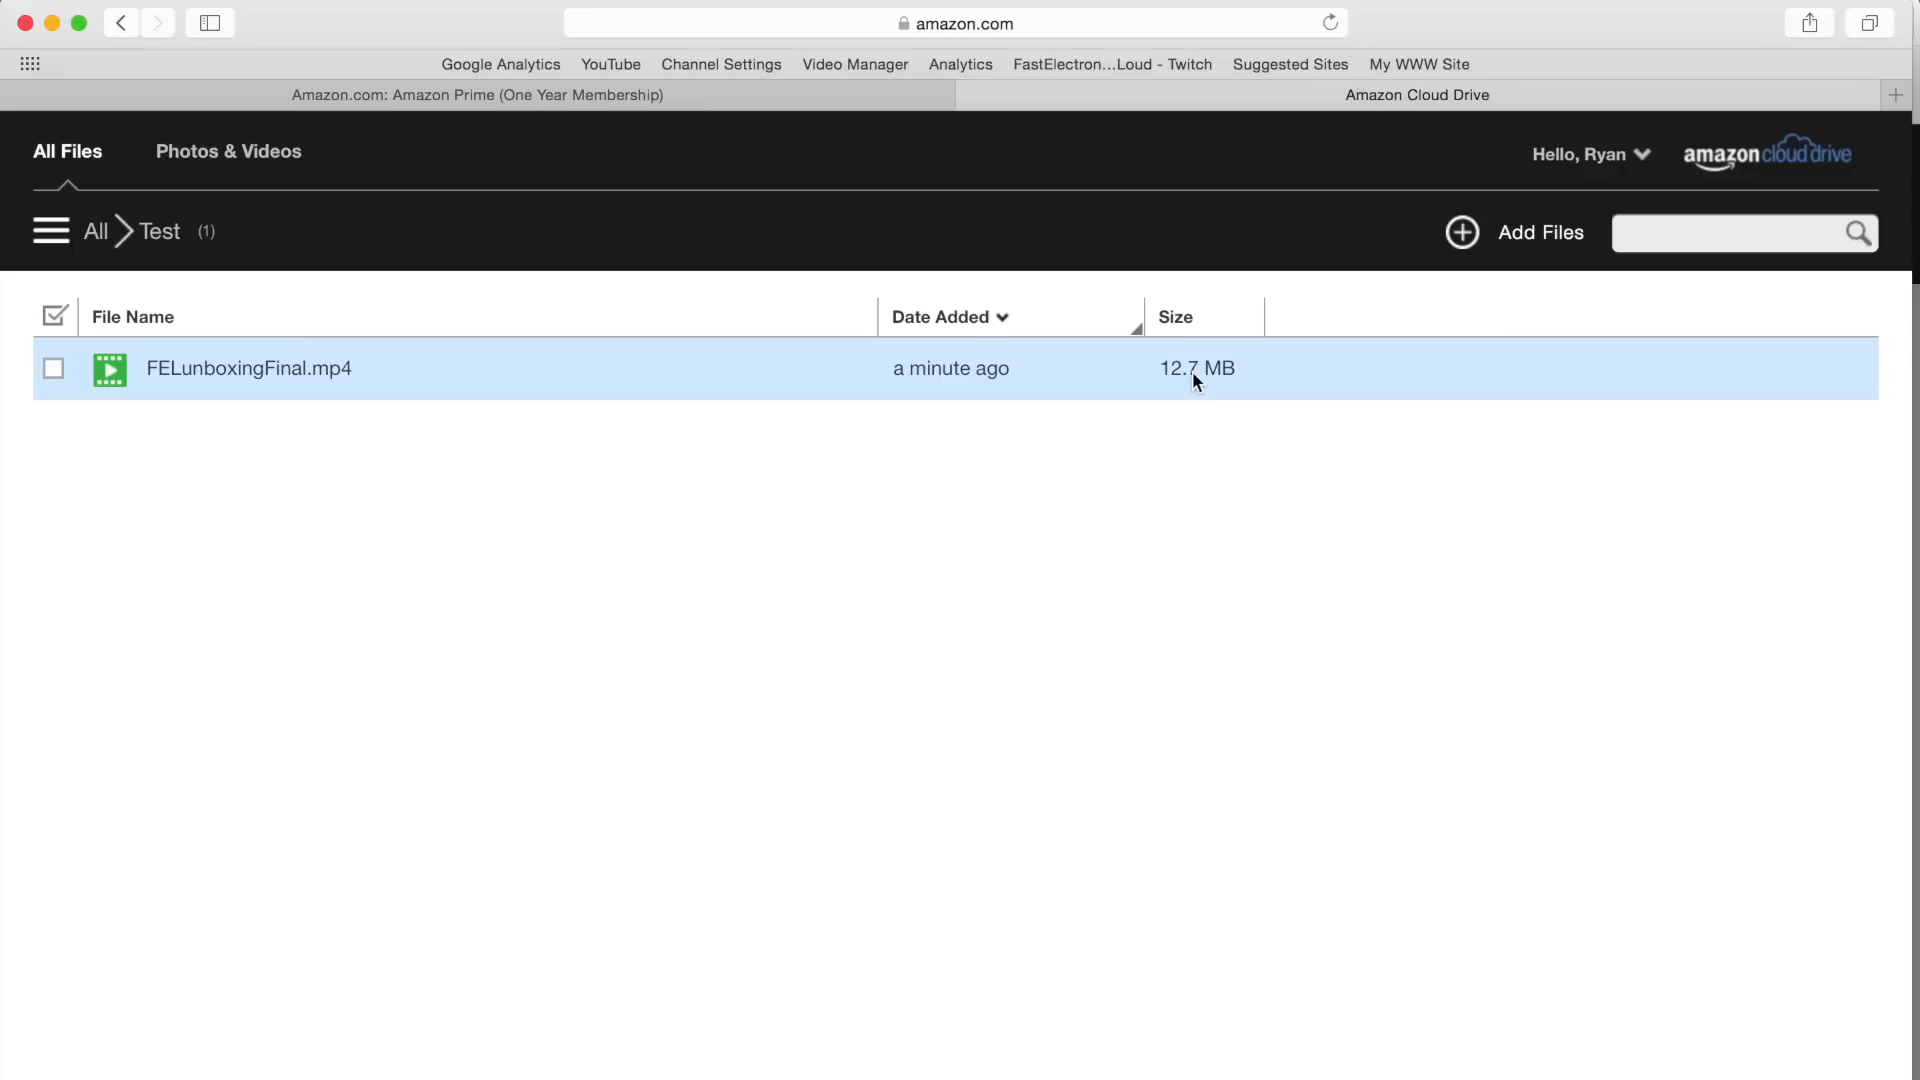 amazon.com
Google Analytics YouTube Channel Settings Video Manager Analytics FastElectron...Loud - Twitch Suggested Sites My WWW Site
Amazon.com: Amazon Prime (One Year Membership) Amazon Cloud Drive
All Files Photos & Videos Hello, Ryan amazon cloud drive
All Test (1) Add Files
File Name Date Added Size
FELunboxingFinal.mp4 a minute ago 12.7 MB